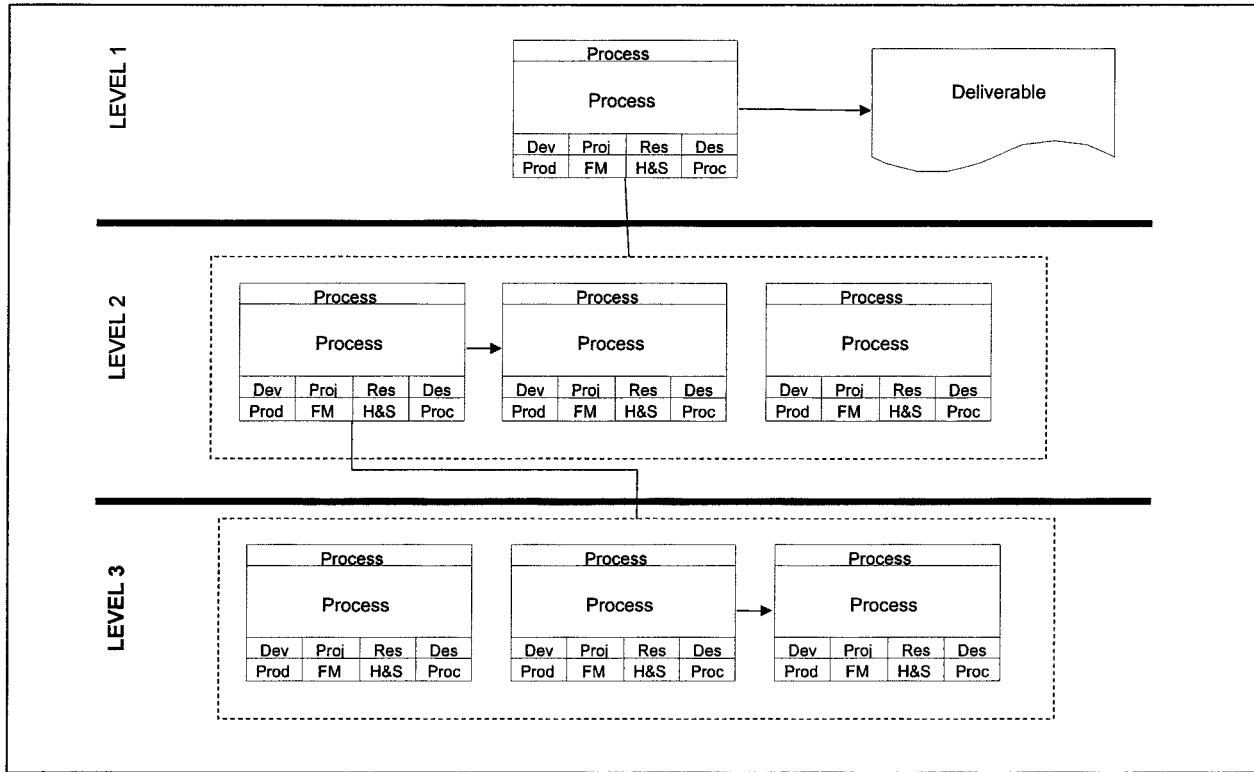 LEVEL 1
Process
Process
Dev Proj Res Des
Prod FM H&S Proc
Deliverable
LEVEL 2
Process Process Process
Process Process Process
Dev Proj Res Des Dev Proj Res Des Dev Proj Res Des
Prod FM H&S Proc Prod FM H&S Proc Prod FM H&S Proc
LEVEL 3
Process Process Process
Process Process Process
Dev Proj Res Des Dev Proj Res Des Dev Proj Res Des
Prod FM H&S Proc Prod FM H&S Proc Prod FM H&S Proc